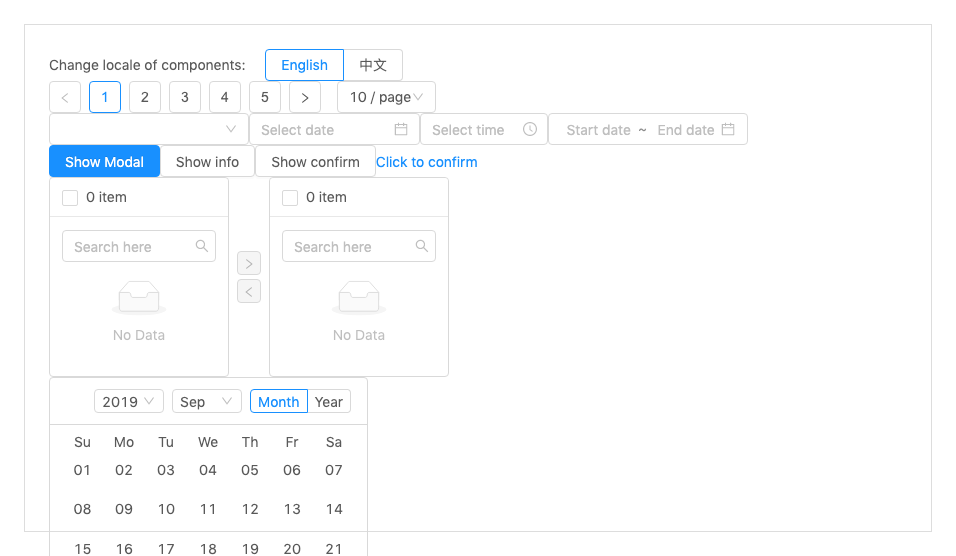 Change locale of components: English 中文
< 1 2 3 4 5 > 10 / page
Select date Select time Start date ~ End date
Show Modal Show info Show confirm Click to confirm
0 item 0 item
Search here Search here
>
<
No Data No Data
2019 Sep Month Year
Su Mo Tu We Th Fr Sa
01 02 03 04 05 06 07
08 09 10 11 12 13 14
15 16 17 18 19 20 21